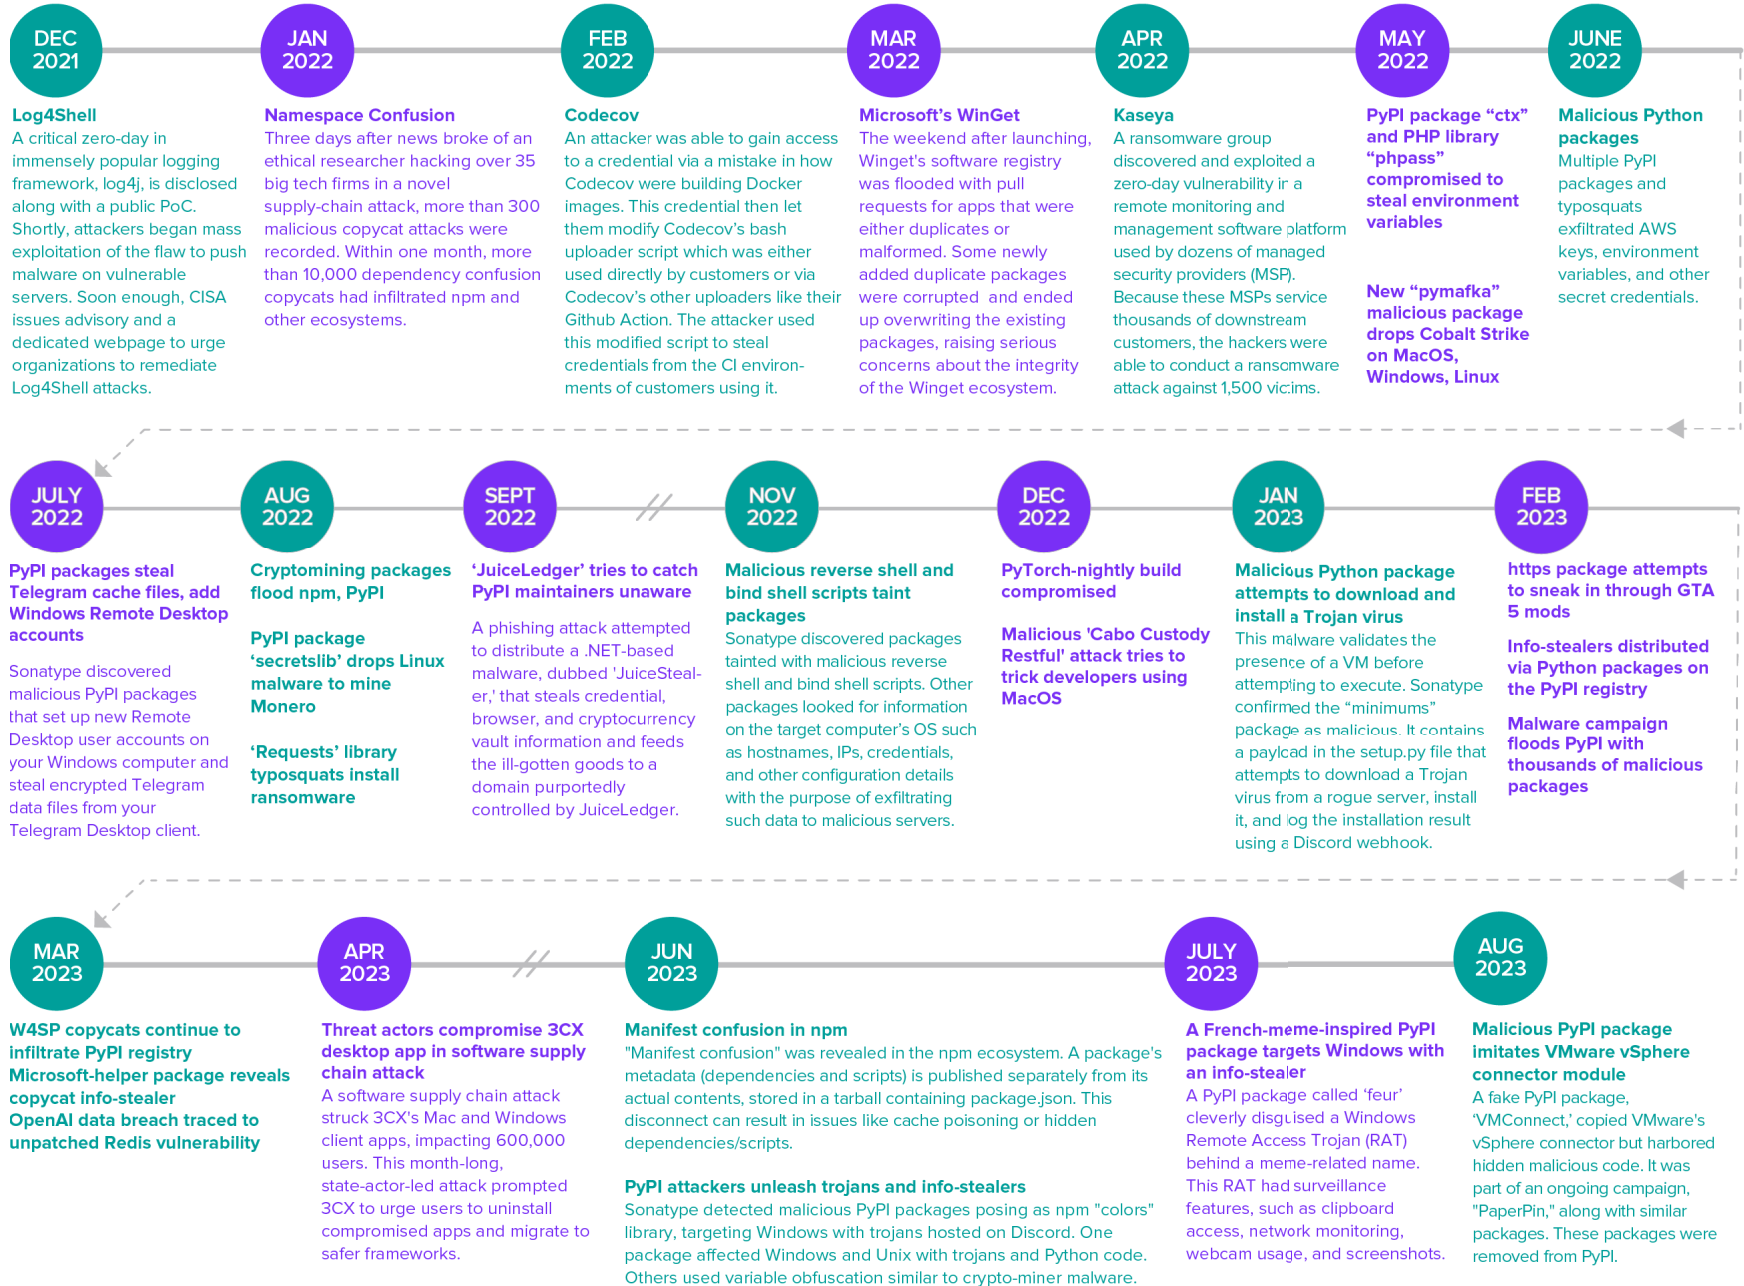 DEC
2021
Log4Shell
A critical zero-day in
immensely popular logging
framework, log4j, is disclosed
along with a public PoC.
Shortly, attackers began mass
exploitation of the flaw to push
malware on vulnerable
servers. Soon enough, CISA
issues advisory and a
dedicated webpage to urge
organizations to remediate
Log4Shell attacks.
JAN
2022
Namespace Confusion
Three days after news broke of an
ethical researcher hacking over 35
big tech firms in a novel
supply-chain attack, more than 300
malicious copycat attacks were
recorded. Within one month, more
than 10,000 dependency confusion
copycats had infiltrated npm and
other ecosystems.
FEB
2022
Codecov
An attacker was able to gain access
to a credential via a mistake in how
Codecov were building Docker
images. This credential then let
them modify Codecov's bash
uploader script which was either
used directly by customers or via
Codecov's other uploaders like their
Github Action. The attacker used
this modified script to steal
credentials from the CI environ-
ments of customers using it.
MAR
2022
Microsoft's WinGet
The weekend after launching,
Winget's software registry
was flooded with pull
requests for apps that were
either duplicates or
malformed. Some newly
added duplicate packages
were corrupted and ended
up overwriting the existing
packages, raising serious
concerns about the integrity
of the Winget ecosystem.
APR
2022
Kaseya
A ransomware group
discovered and exploited a
zero-day vulnerability in a
remote monitoring and
management software platform
used by dozens of managed
security providers (MSP).
Because these MSPs service
thousands of downstream
customers, the hackers were
able to conduct a ransomware
attack against 1,500 victims.
MAY
2022
PyPI package “ctx”
and PHP library
“phpass”
compromised to
steal environment
variables
New “pymafka”
malicious package
drops Cobalt Strike
on MacOS,
Windows, Linux
JUNE
2022
Malicious Python
packages
Multiple PyPI
packages and
typosquats
exfiltrated AWS
keys, environment
variables, and other
secret credentials.
JULY
2022
PyPI packages steal
Telegram cache files, add
Windows Remote Desktop
accounts
Sonatype discovered
malicious PyPI packages
that set up new Remote
Desktop user accounts on
your Windows computer and
steal encrypted Telegram
data files from your
Telegram Desktop client.
AUG
2022
Cryptomining packages
flood npm, PyPI
PyPI package
‘secretslib’ drops Linux
malware to mine
Monero
‘Requests’ library
typosquats install
ransomware
SEPT
2022
‘JuiceLedger’ tries to catch
PyPI maintainers unaware
A phishing attack attempted
to distribute a .NET-based
malware, dubbed 'JuiceSteal-
er,' that steals credential,
browser, and cryptocurrency
vault information and feeds
the ill-gotten goods to a
domain purportedly
controlled by JuiceLedger.
NOV
2022
Malicious reverse shell and
bind shell scripts taint
packages
Sonatype discovered packages
tainted with malicious reverse
shell and bind shell scripts. Other
packages looked for information
on the target computer's OS such
as hostnames, IPs, credentials,
and other configuration details
with the purpose of exfiltrating
such data to malicious servers.
DEC
2022
PyTorch-nightly build
compromised
Malicious 'Cabo Custody
Restful' attack tries to
trick developers using
MacOS
JAN
2023
Malicious Python package
attempts to download and
install a Trojan virus
This malware validates the
presence of a VM before
attempting to execute. Sonatype
confirmed the “minimums”
package as malicious. It contains
a payload in the setup.py file that
attempts to download a Trojan
virus from a rogue server, install
it, and log the installation result
using a Discord webhook.
FEB
2023
https package attempts
to sneak in through GTA
5 mods
Info-stealers distributed
via Python packages on
the PyPI registry
Malware campaign
floods PyPI with
thousands of malicious
packages
MAR
2023
W4SP copycats continue to
infiltrate PyPI registry
Microsoft-helper package reveals
copycat info-stealer
OpenAI data breach traced to
unpatched Redis vulnerability
APR
2023
Threat actors compromise 3CX
desktop app in software supply
chain attack
A software supply chain attack
struck 3CX's Mac and Windows
client apps, impacting 600,000
users. This month-long,
state-actor-led attack prompted
3CX to urge users to uninstall
compromised apps and migrate to
safer frameworks.
JUN
2023
Manifest confusion in npm
"Manifest confusion" was revealed in the npm ecosystem. A package's
metadata (dependencies and scripts) is published separately from its
actual contents, stored in a tarball containing package.json. This
disconnect can result in issues like cache poisoning or hidden
dependencies/scripts.
PyPI attackers unleash trojans and info-stealers
Sonatype detected malicious PyPI packages posing as npm "colors"
library, targeting Windows with trojans hosted on Discord. One
package affected Windows and Unix with trojans and Python code.
Others used variable obfuscation similar to crypto-miner malware.
JULY
2023
A French-meme-inspired PyPI
package targets Windows with
an info-stealer
A PyPI package called ‘feur’
cleverly disguised a Windows
Remote Access Trojan (RAT)
behind a meme-related name.
This RAT had surveillance
features, such as clipboard
access, network monitoring,
webcam usage, and screenshots.
AUG
2023
Malicious PyPI package
imitates VMware vSphere
connector module
A fake PyPI package,
‘VMConnect,’ copied VMware's
vSphere connector but harbored
hidden malicious code. It was
part of an ongoing campaign,
"PaperPin," along with similar
packages. These packages were
removed from PyPI.